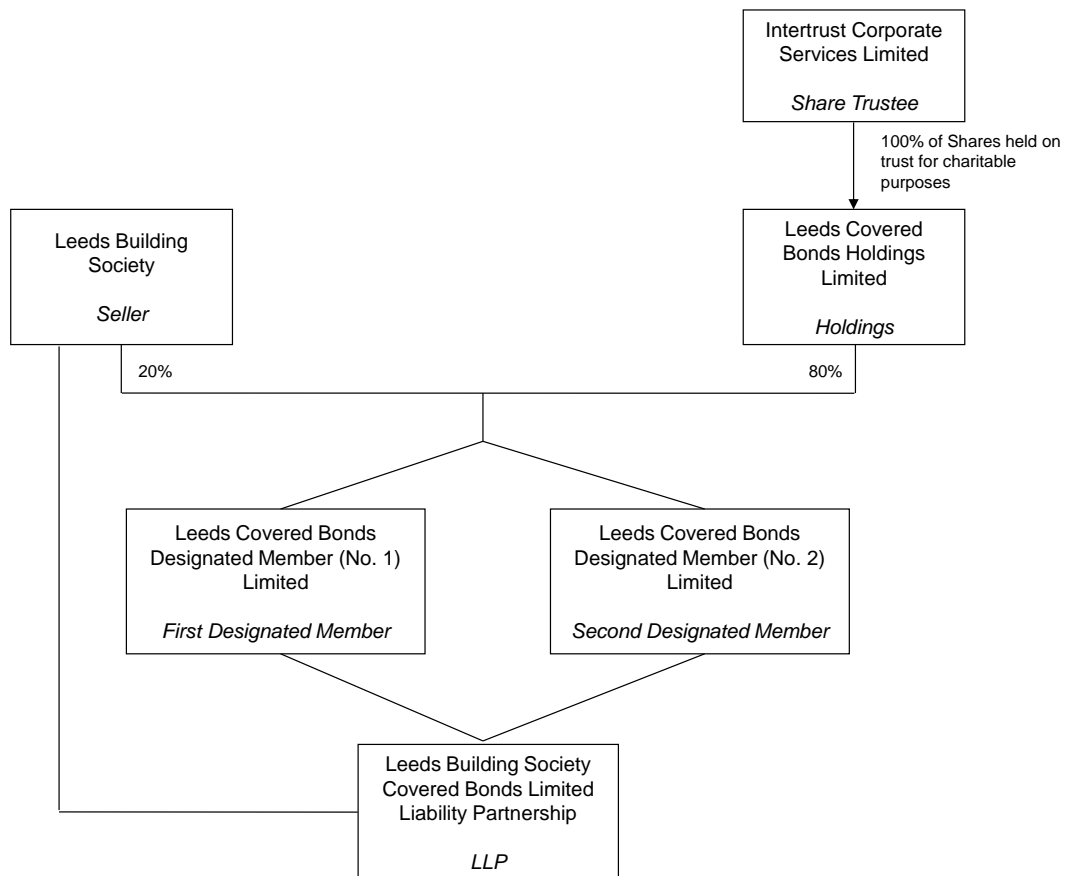 Intertrust Corporate
Services Limited
Share Trustee
100% of Shares held on
trust for charitable
purposes
Leeds Building
Society
Seller
Leeds Covered
Bonds Holdings
Limited
Holdings
20%
80%
Leeds Covered Bonds
Designated Member (No. 1)
Limited
First Designated Member
Leeds Covered Bonds
Designated Member (No. 2)
Limited
Second Designated Member
Leeds Building Society
Covered Bonds Limited
Liability Partnership
LLP